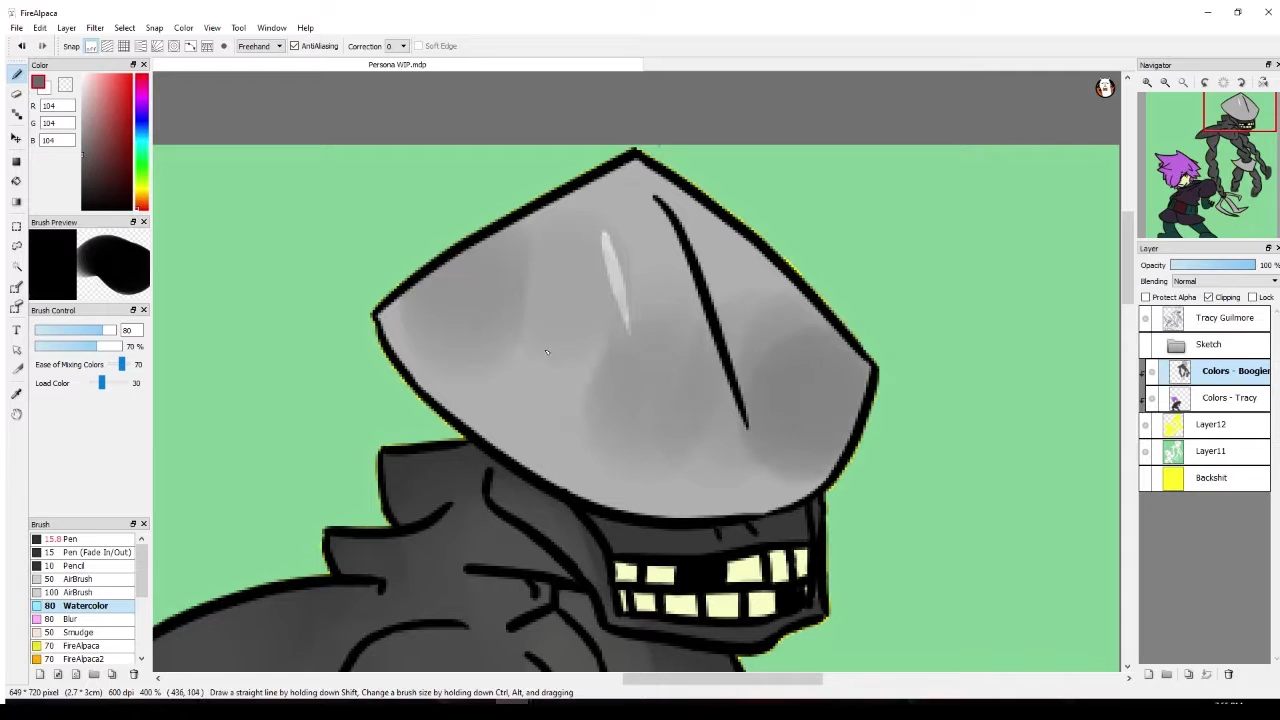 FireAlpaca
File Edit Layer Filter Select Snap Color View Tool Window Help
Snap Freehand AntiAliasing Correction 0 Soft Edge
Color
Persona WIP.mdp
Navigator
R 104
G 104
B 104
Brush Preview
Layer
Opacity 100 %
Blending Normal
Protect Alpha Clipping Lock
Brush Control
80
70 %
Ease of Mixing Colors 70
Load Color 30
Tracy Guilmore
Sketch
Colors - Boogier
Colors - Tracy
Layer12
Layer11
Backshit
Brush
15.8 Pen
15 Pen (Fade In/Out)
10 Pencil
50 AirBrush
100 AirBrush
80 Watercolor
80 Blur
50 Smudge
70 FireAlpaca
70 FireAlpaca2
649 * 720 pixel (2.7 * 3cm) 600 dpi 400 % ( 436, 104 ) Draw a straight line by holding down Shift, Change a brush size by holding down Ctrl, Alt, and dragging